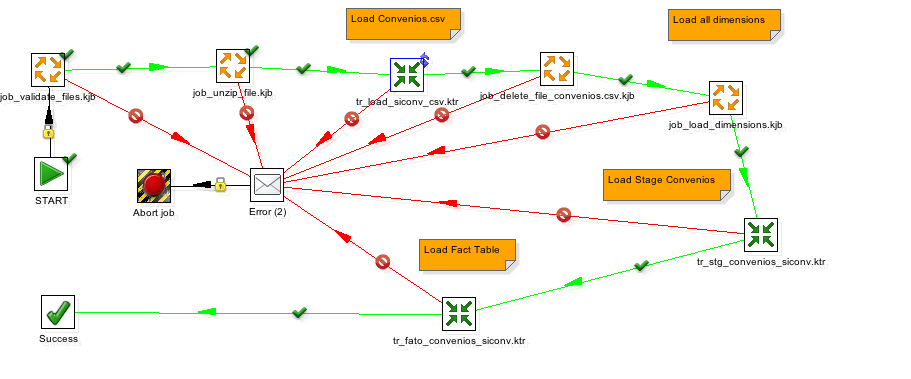 Load Convenios.csv
Load all dimensions
job_validate_files.kjb
job_unzip_file.kjb
tr_load_siconv_csv.ktr
job_delete_file_convenios.csv.kjb
job_load_dimensions.kjb
START
Abort job
Error (2)
Load Stage Convenios
Load Fact Table
tr_stg_convenios_siconv.ktr
Success
tr_fato_convenios_siconv.ktr